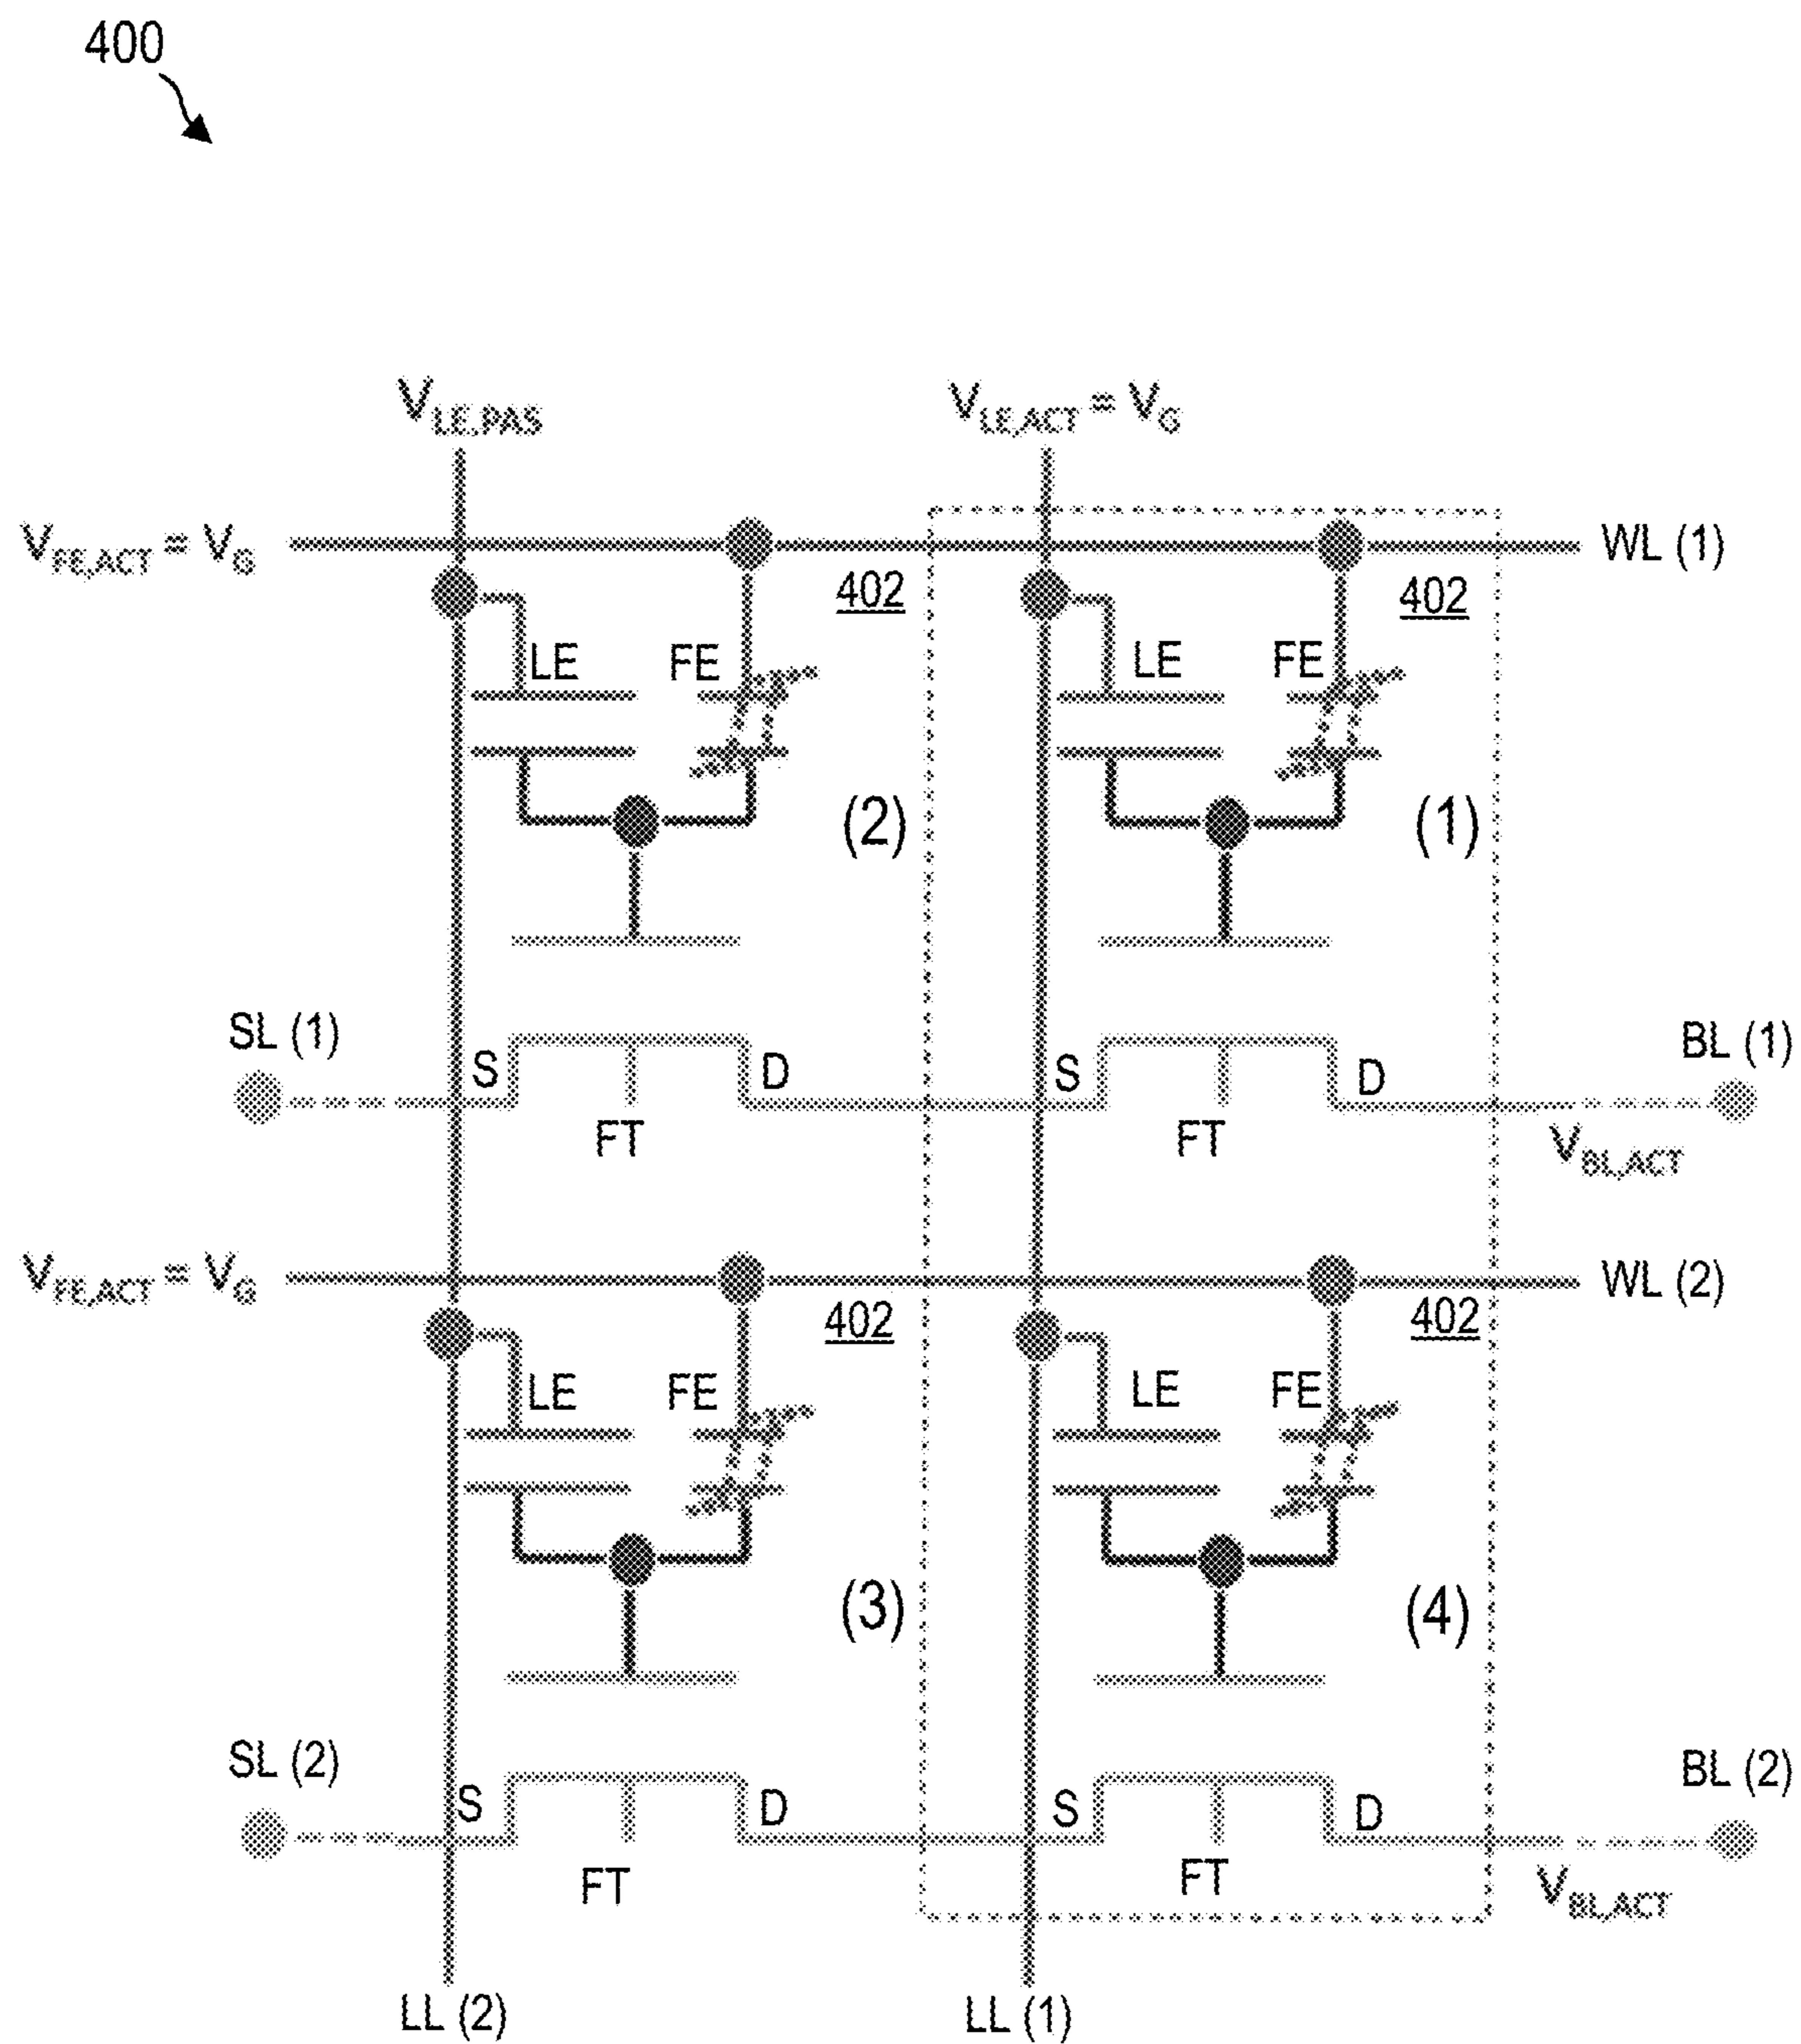 400
V_LE,PAS V_LE,ACT = V_G
V_FE,ACT = V_G WL (1)
402 402
LE FE LE FE
(2) (1)
SL (1) S D S D BL (1)
FT FT V_BL,ACT
V_FE,ACT = V_G WL (2)
402 402
LE FE LE FE
(3) (4)
SL (2) S D S D BL (2)
FT FT V_BL,ACT
LL (2) LL (1)